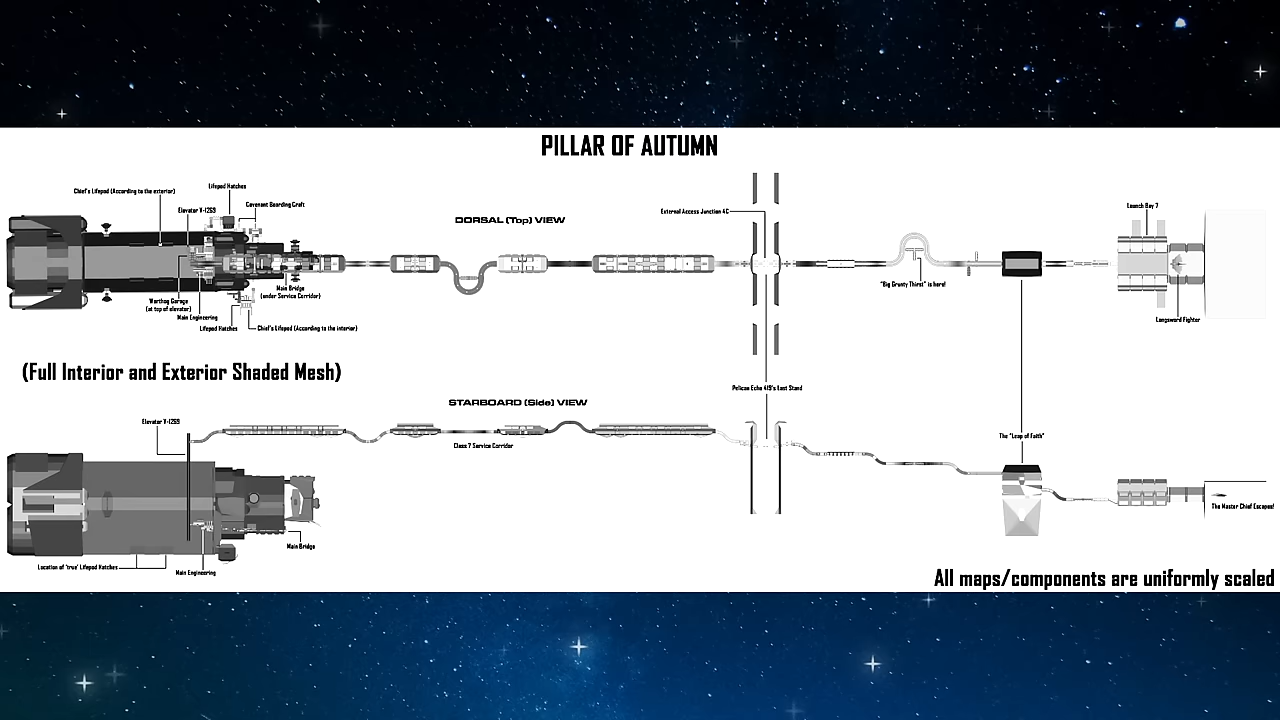 PILLAR OF AUTUMN
Lifepod Hatches
Chief's Lifepod (According to the exterior)
Covenant Boarding Craft
Elevator V-1269
DORSAL (Top) VIEW
External Access Junction 4C
Launch Bay 7
Main Bridge
(under Service Corridor)
"Big Grunty Thirst" is here!
Warthog Garage
(at top of elevator)
Main Engineering
Lifepod Hatches
Chief's Lifepod (According to the interior)
Longsword Fighter
(Full Interior and Exterior Shaded Mesh)
Pelican Echo 419's Last Stand
STARBOARD (Side) VIEW
Elevator V-1269
Class 7 Service Corridor
The "Leap of Faith"
The Master Chief Escapes!
Main Bridge
Location of 'true' Lifepod Hatches
Main Engineering
All maps/components are uniformly scaled